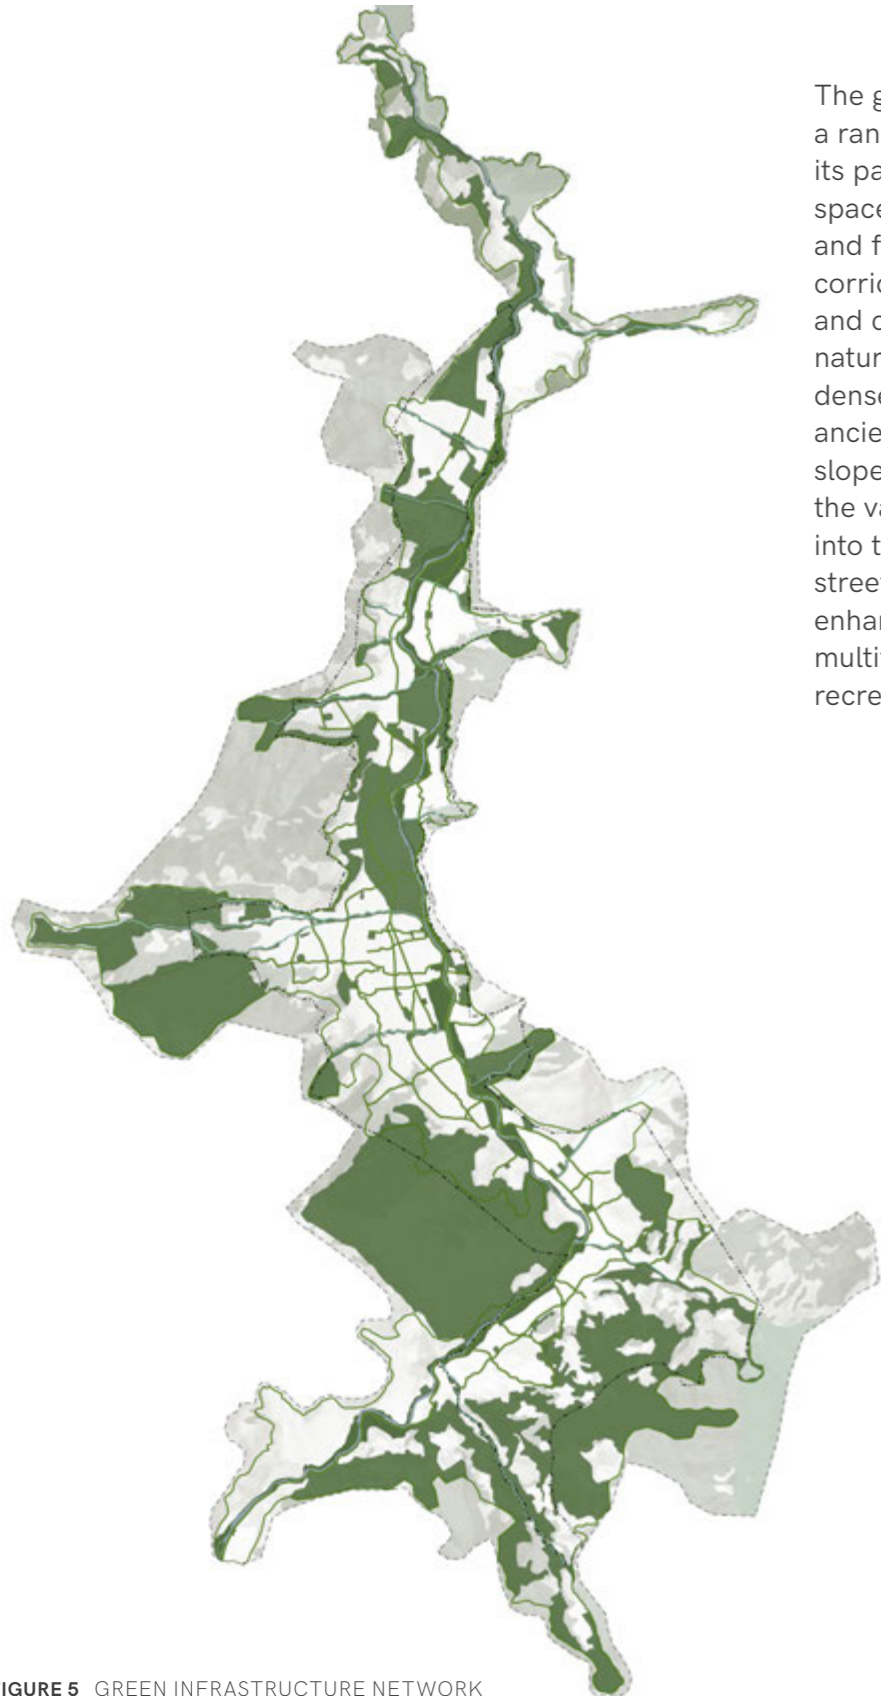 The g
a ran
its pa
space
and f
corric
and c
natur
dense
ancie
slope
the va
into t
stree
enhar
multi
recre
IGURE 5 GREEN INFRASTRUCTURE NETWORK